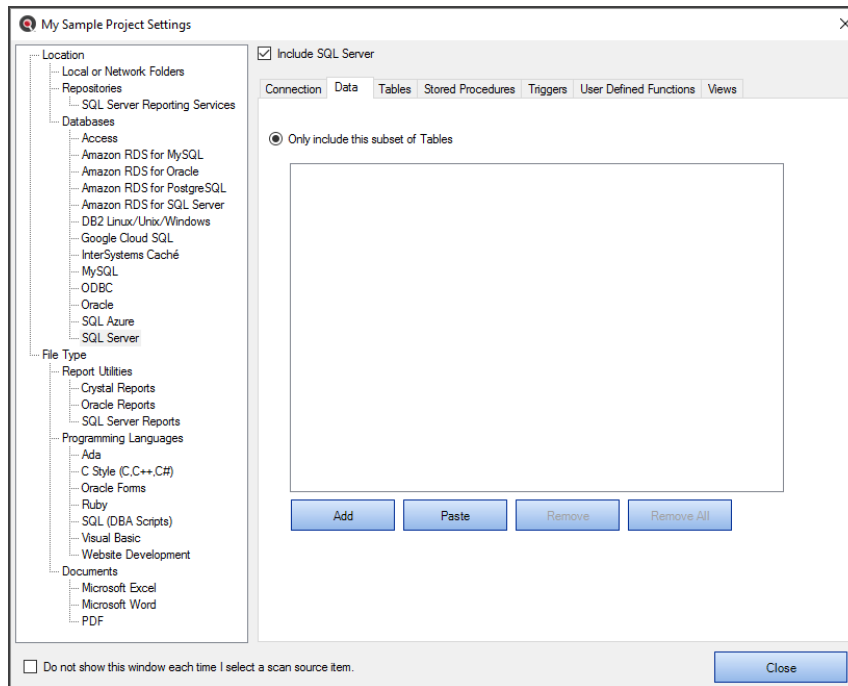 My Sample Project Settings
Location
Local or Network Folders
Repositories
SQL Server Reporting Services
Databases
Access
Amazon RDS for MySQL
Amazon RDS for Oracle
Amazon RDS for PostgreSQL
Amazon RDS for SQL Server
DB2 Linux/Unix/Windows
Google Cloud SQL
InterSystems Caché
MySQL
ODBC
Oracle
SQL Azure
SQL Server
File Type
Report Utilities
Crystal Reports
Oracle Reports
SQL Server Reports
Programming Languages
Ada
C Style (C,C++,C#)
Oracle Forms
Ruby
SQL (DBA Scripts)
Visual Basic
Website Development
Documents
Microsoft Excel
Microsoft Word
PDF
Include SQL Server
Connection Data Tables Stored Procedures Triggers User Defined Functions Views
Only include this subset of Tables
Add Paste Remove Remove All
Do not show this window each time I select a scan source item.
Close